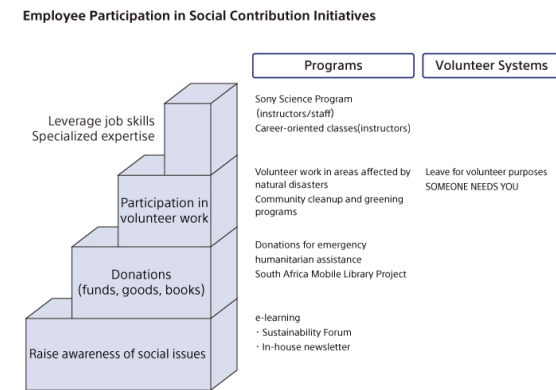 Employee Participation in Social Contribution Initiatives
Programs
Volunteer Systems
Leverage job skills
Specialized expertise
Sony Science Program
(instructors/staff)
Career-oriented classes(instructors)
Participation in
volunteer work
Volunteer work in areas affected by
natural disasters
Community cleanup and greening
programs
Leave for volunteer purposes
SOMEONE NEEDS YOU
Donations
(funds, goods, books)
Donations for emergency
humanitarian assistance
South Africa Mobile Library Project
Raise awareness of social issues
e-learning
・Sustainability Forum
・In-house newsletter